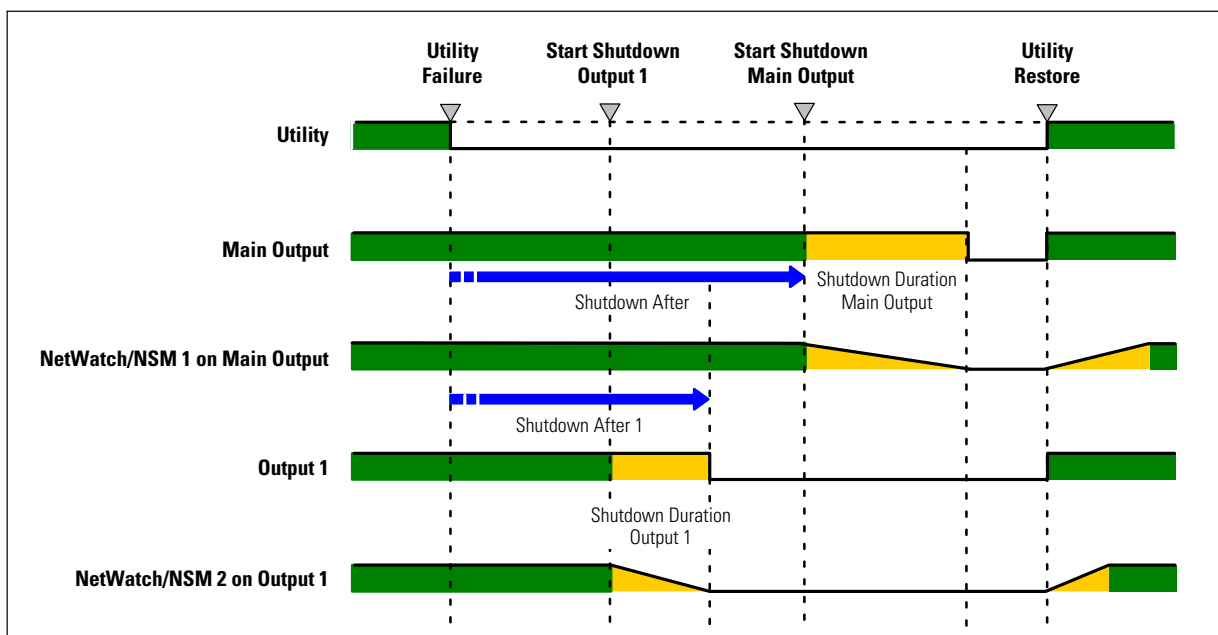 Utility
Failure
Start Shutdown
Output 1
Start Shutdown
Main Output
Utility
Restore
Utility
Main Output
Shutdown After
Shutdown Duration
Main Output
NetWatch/NSM 1 on Main Output
Shutdown After 1
Output 1
Shutdown Duration
Output 1
NetWatch/NSM 2 on Output 1